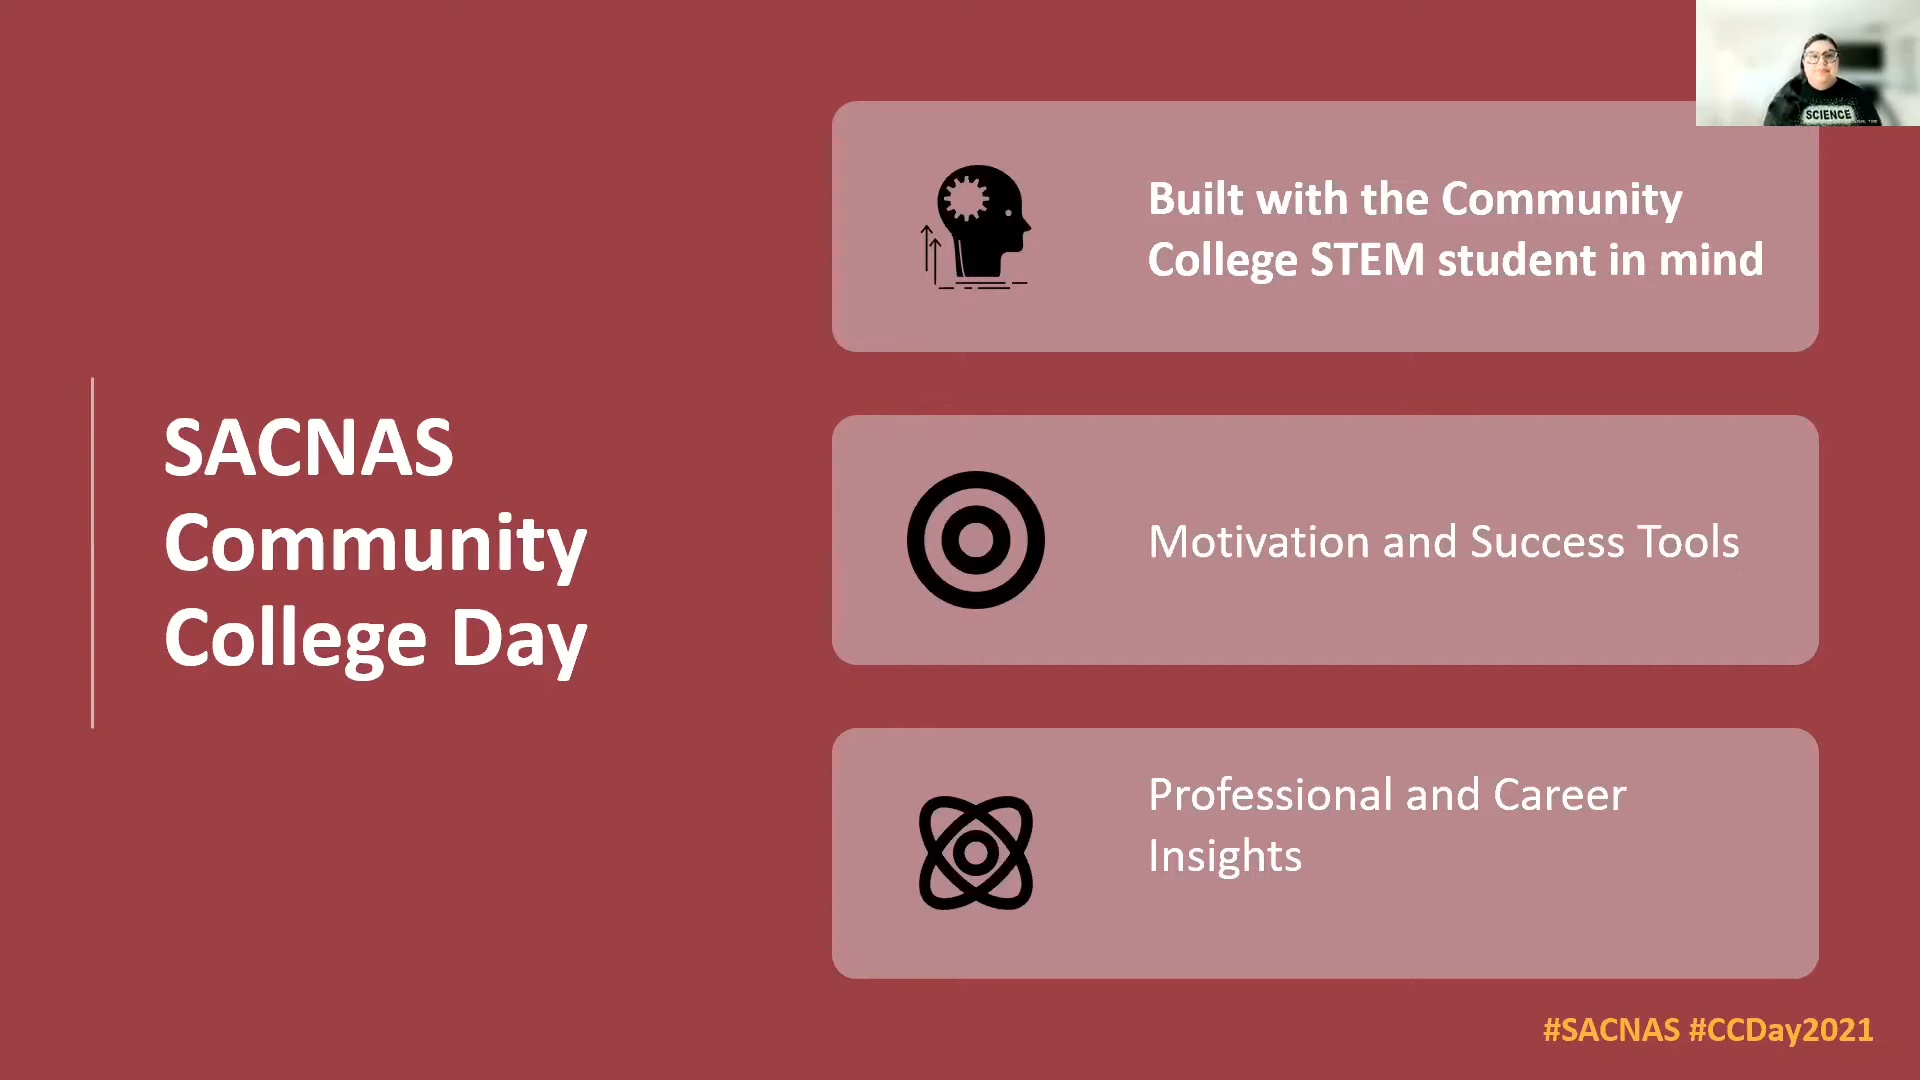 SACNAS
Community
College Day
Built with the Community
College STEM student in mind
Motivation and Success Tools
Professional and Career
Insights
SCIENCE
#SACNAS #CCDay2021